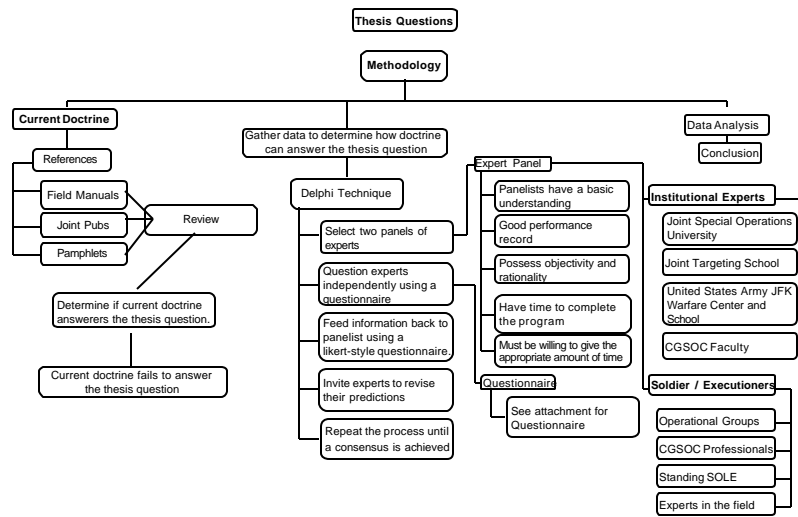 Thesis Questions
Methodology
Current Doctrine
References
Field Manuals
Joint Pubs
Pamphlets
Review
Determine if current doctrine
answerers the thesis question.
Current doctrine fails to answer
the thesis question
Gather data to determine how doctrine
can answer the thesis question
Delphi Technique
Select two panels of
experts
Question experts
independently using a
questionnaire
Feed information back to
panelist using a
likert-style questionnaire.
Invite experts to revise
their predictions
Repeat the process until
a consensus is achieved
Expert Panel
Panelists have a basic
understanding
Good performance
record
Possess objectivity and
rationality
Have time to complete
the program
Must be willing to give the
appropriate amount of time
Questionnaire
See attachment for
Questionnaire
Data Analysis
Conclusion
Institutional Experts
Joint Special Operations
University
Joint Targeting School
United States Army JFK
Warfare Center and
School
CGSOC Faculty
Soldier / Executioners
Operational Groups
CGSOC Professionals
Standing SOLE
Experts in the field